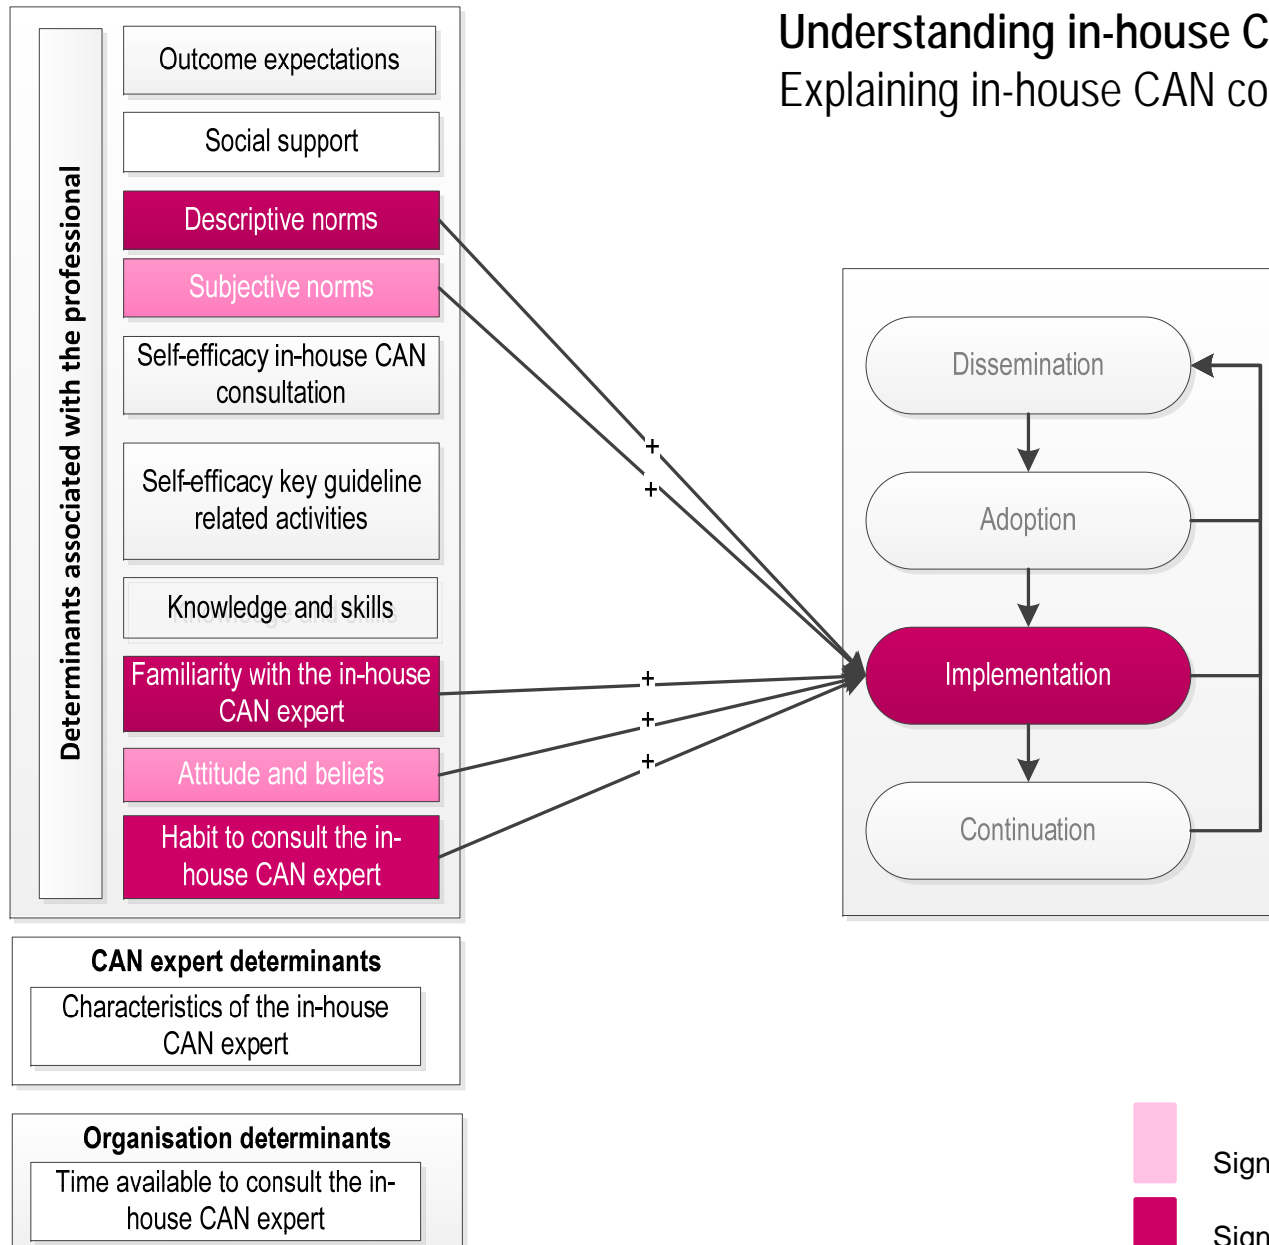 Understanding in-house C
Explaining in-house CAN co
Determinants associated with the professional
Outcome expectations
Social support
Descriptive norms
Subjective norms
Self-efficacy in-house CAN
consultation
Self-efficacy key guideline
related activities
Knowledge and skills
Familiarity with the in-house
CAN expert
Attitude and beliefs
Habit to consult the in-
house CAN expert
CAN expert determinants
Characteristics of the in-house
CAN expert
Organisation determinants
Time available to consult the in-
house CAN expert
+
+
+
+
+
Dissemination
Adoption
Implementation
Continuation
Sign
Sign